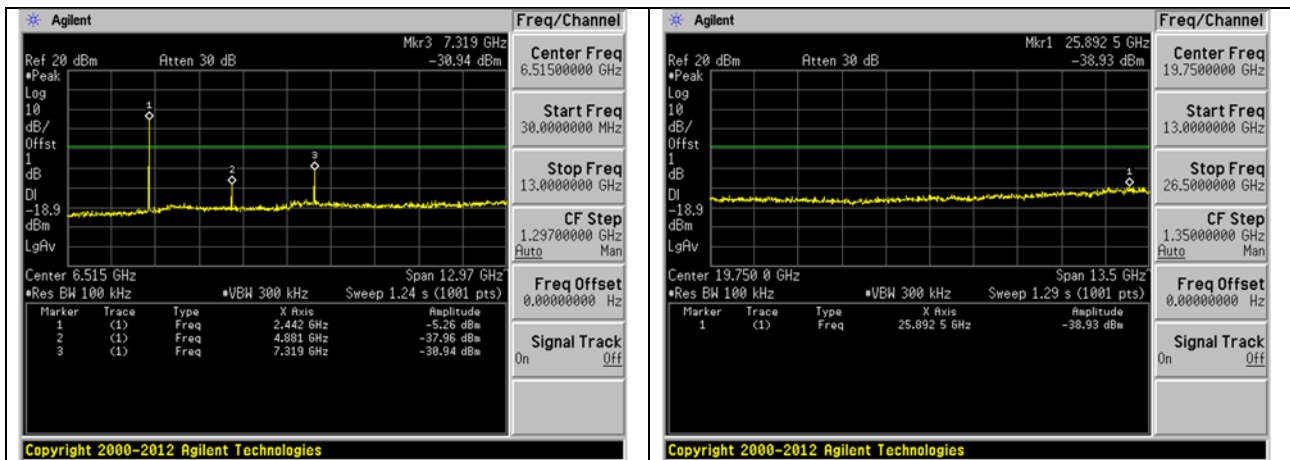 Agilent
Freq/Channel
Mkr3 7.319 GHz
Ref 20 dBm Atten 30 dB -30.94 dBm
#Peak
Log
10
dB/
Offst
1
dB
DI
-18.9
dBm
LgAv
1
2
3
Center 6.515 GHz Span 12.97 GHz^
#Res BW 100 kHz #VBW 300 kHz Sweep 1.24 s (1001 pts)
Marker Trace Type X Axis Amplitude
1 (1) Freq 2.442 GHz -5.26 dBm
2 (1) Freq 4.881 GHz -37.96 dBm
3 (1) Freq 7.319 GHz -30.94 dBm
Center Freq
6.51500000 GHz
Start Freq
30.0000000 MHz
Stop Freq
13.0000000 GHz
CF Step
1.29700000 GHz
Auto Man
Freq Offset
0.00000000 Hz
Signal Track
On Off
Copyright 2000-2012 Agilent Technologies
Agilent
Freq/Channel
Mkr1 25.892 5 GHz
Ref 20 dBm Atten 30 dB -38.93 dBm
#Peak
Log
10
dB/
Offst
1
dB
DI
-18.9
dBm
LgAv
1
Center 19.750 0 GHz Span 13.5 GHz^
#Res BW 100 kHz #VBW 300 kHz Sweep 1.29 s (1001 pts)
Marker Trace Type X Axis Amplitude
1 (1) Freq 25.892 5 GHz -38.93 dBm
Center Freq
19.7500000 GHz
Start Freq
13.0000000 GHz
Stop Freq
26.5000000 GHz
CF Step
1.35000000 GHz
Auto Man
Freq Offset
0.00000000 Hz
Signal Track
On Off
Copyright 2000-2012 Agilent Technologies